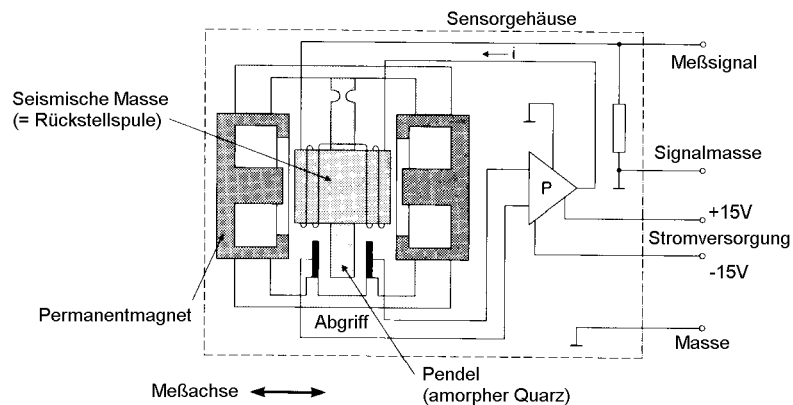 Sensorgehäuse
i
Meßsignal
Seismische Masse
(= Rückstellspule)
Signalmasse
P
+15V
Stromversorgung
-15V
Permanentmagnet
Abgriff
Masse
Pendel
(amorpher Quarz)
Meßachse